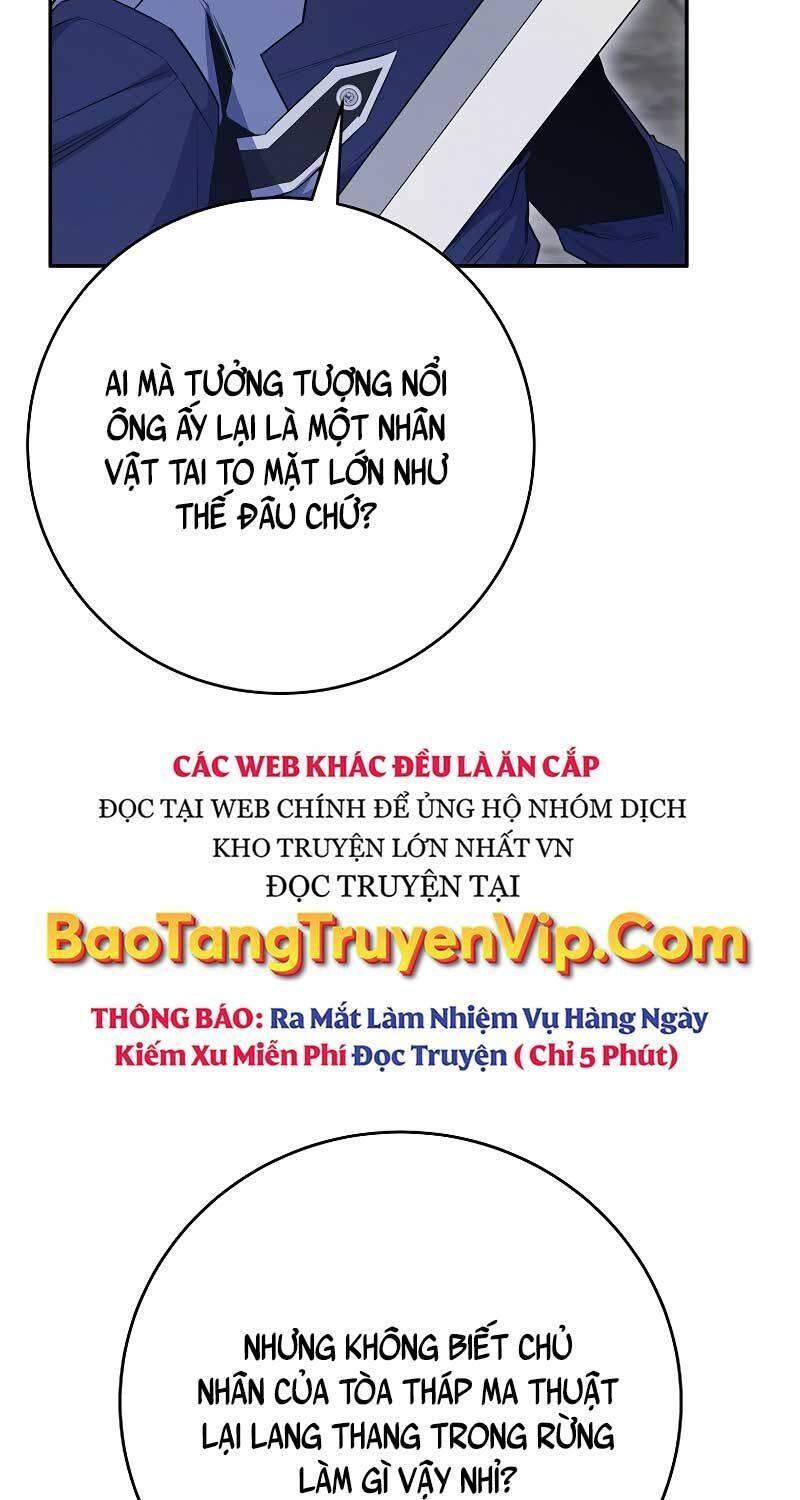 AI MÀ TƯỞNG TƯỢNG NỔI
ÔNG ẤY LẠI LÀ MỘT NHÂN
VẬT TAI TO MẶT LỚN NHƯ
THẾ ĐÂU CHỨ?
CÁC WEB KHÁC ĐỀU LÀ ĂN CẮP
ĐỌC TẠI WEB CHÍNH ĐỂ ỦNG HỘ NHÓM DỊCH
KHO TRUYỆN LỚN NHẤT VN
ĐỌC TRUYỆN TẠI
BaoTangTruyenVip.Com
THÔNG BÁO: Ra Mắt Làm Nhiệm Vụ Hàng Ngày
Kiếm Xu Miễn Phí Đọc Truyện ( Chỉ 5 Phút)
NHƯNG KHÔNG BIẾT CHỦ
NHÂN CỦA TÒA THÁP MA THUẬT
LẠI LANG THANG TRONG RỪNG
LÀM GÌ VẬY NHỈ?